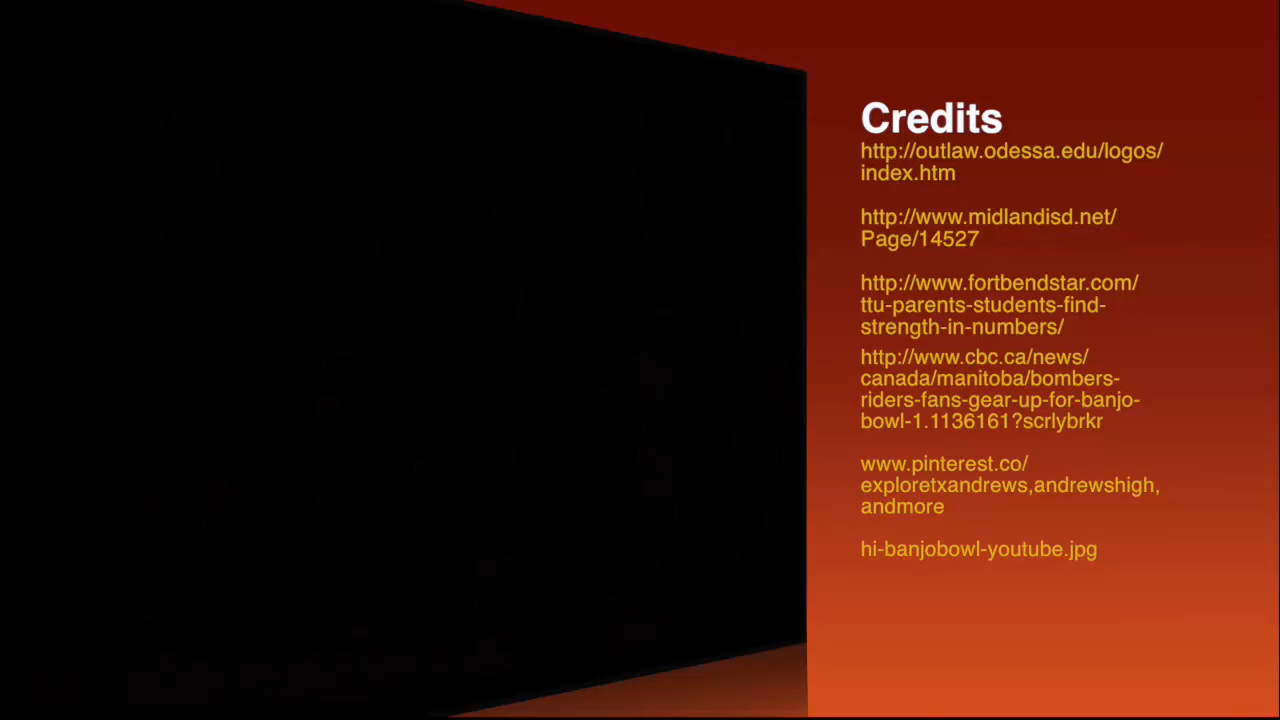 Credits
http://outlaw.odessa.edu/logos/
index.htm
http://www.midlandisd.net/
Page/14527
http://www.fortbendstar.com/
ttu-parents-students-find-
strength-in-numbers/
http://www.cbc.ca/news/
canada/manitoba/bombers-
riders-fans-gear-up-for-banjo-
bowl-1.1136161?scrlybrkr
www.pinterest.co/
exploretxandrews,andrewshigh,
andmore
hi-banjobowl-youtube.jpg